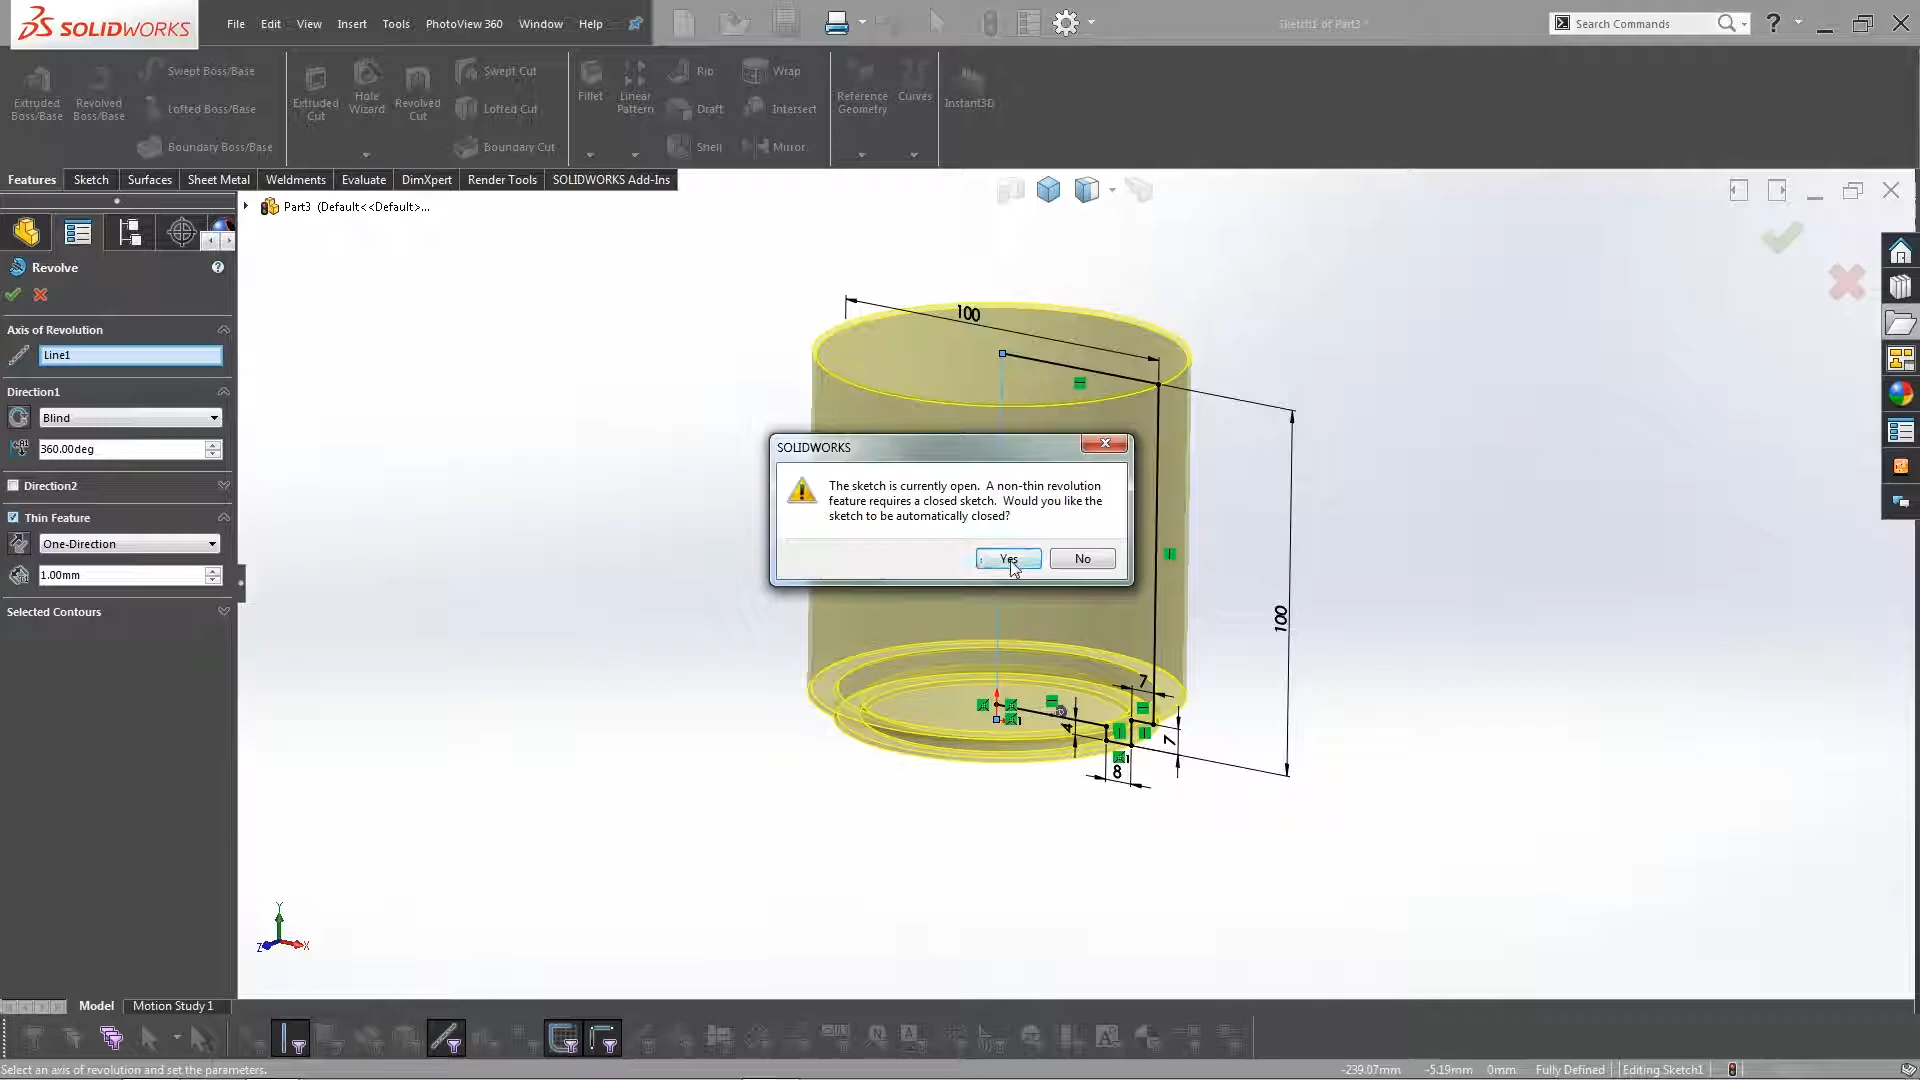 SOLIDWORKS
File Edit View Insert Tools PhotoView 360 Window Help
Sketch1 of Part3 *
Search Commands
Extruded Boss/Base
Revolved Boss/Base
Swept Boss/Base
Lofted Boss/Base
Boundary Boss/Base
Extruded Cut
Hole Wizard
Revolved Cut
Swept Cut
Lofted Cut
Boundary Cut
Fillet
Linear Pattern
Rip
Draft
Shell
Wrap
Intersect
Mirror
Reference Geometry
Curves
Instant3D
Features Sketch Surfaces Sheet Metal Weldments Evaluate DimXpert Render Tools SOLIDWORKS Add-Ins
Part3 (Default<<Default>...
Revolve
Axis of Revolution
Line1
Direction1
Blind
360.00deg
Direction2
Thin Feature
One-Direction
1.00mm
Selected Contours
100
SOLIDWORKS
The sketch is currently open. A non-thin revolution
feature requires a closed sketch. Would you like the
sketch to be automatically closed?
Yes No
100
7
4
7
8
Y
Z X
Model Motion Study 1
Select an axis of revolution and set the parameters.
-239.07mm -5.19mm 0mm Fully Defined Editing Sketch1